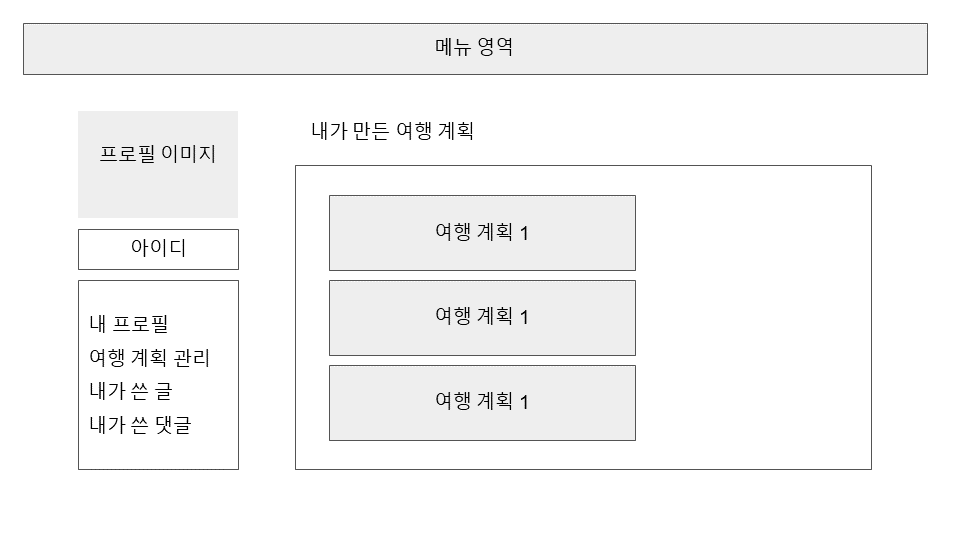 메뉴 영역
프로필 이미지
아이디
내 프로필
여행 계획 관리
내가 쓴 글
내가 쓴 댓글
내가 만든 여행 계획
여행 계획 1
여행 계획 1
여행 계획 1